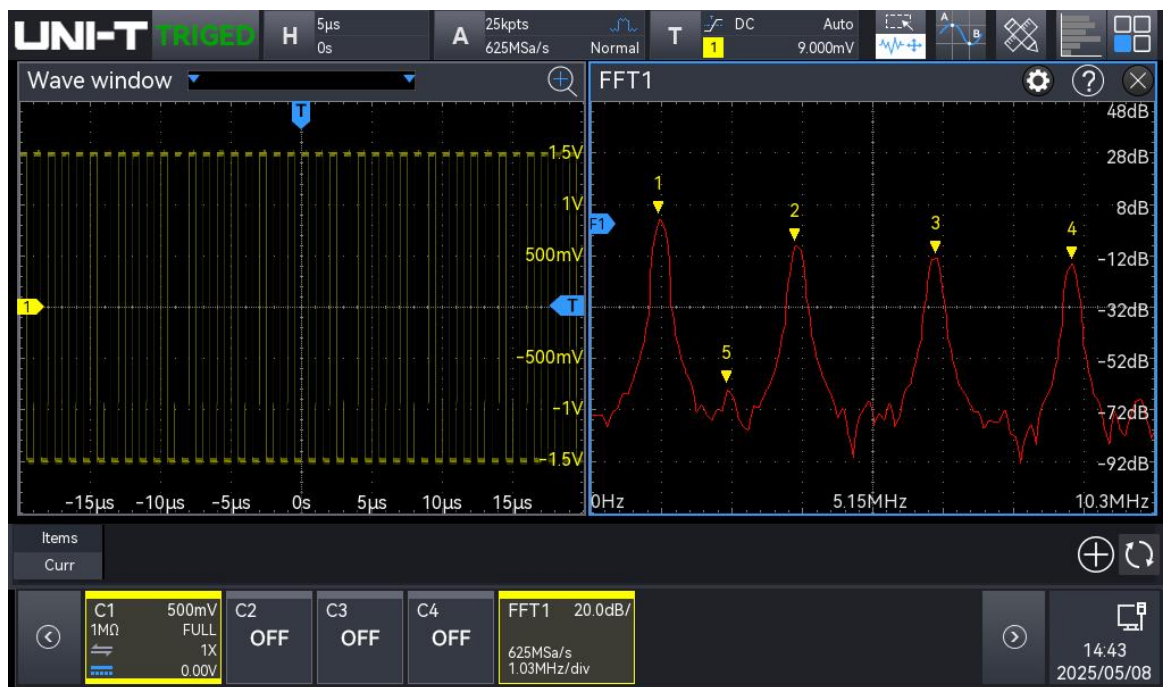 UNI-T TRIGED H 5µs A 25kpts T DC Auto
0s 625MSa/s Normal 1 9.000mV
A B
Wave window
FFT1
T
1.5V
1V
500mV
1
T
-500mV
-1V
-1.5V
-15µs -10µs -5µs 0s 5µs 10µs 15µs
48dB
28dB
8dB
F1
-12dB
-32dB
-52dB
-72dB
-92dB
1
2
3
4
5
0Hz 5.15MHz 10.3MHz
Items
Curr
C1 500mV
1MΩ FULL
1X
0.00V
C2
OFF
C3
OFF
C4
OFF
FFT1 20.0dB/
625MSa/s
1.03MHz/div
14:43
2025/05/08